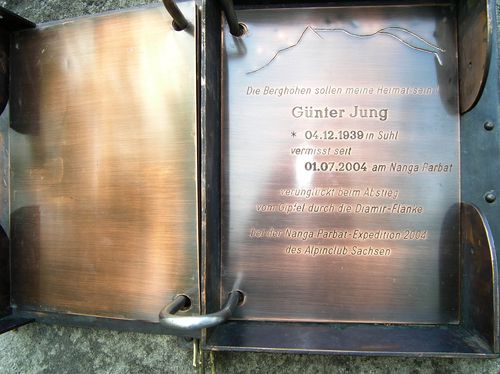 Die Berghöhen sollen meine Heimat sein!
Günter Jung
* 04.12.1939 in Suhl
vermisst seit
01.07.2004 am Nanga Parbat
verunglückt beim Abstieg
vom Gipfel durch die Diamir-Flanke
bei der Nanga-Parbat-Expedition 2004
des Alpinclub Sachsen